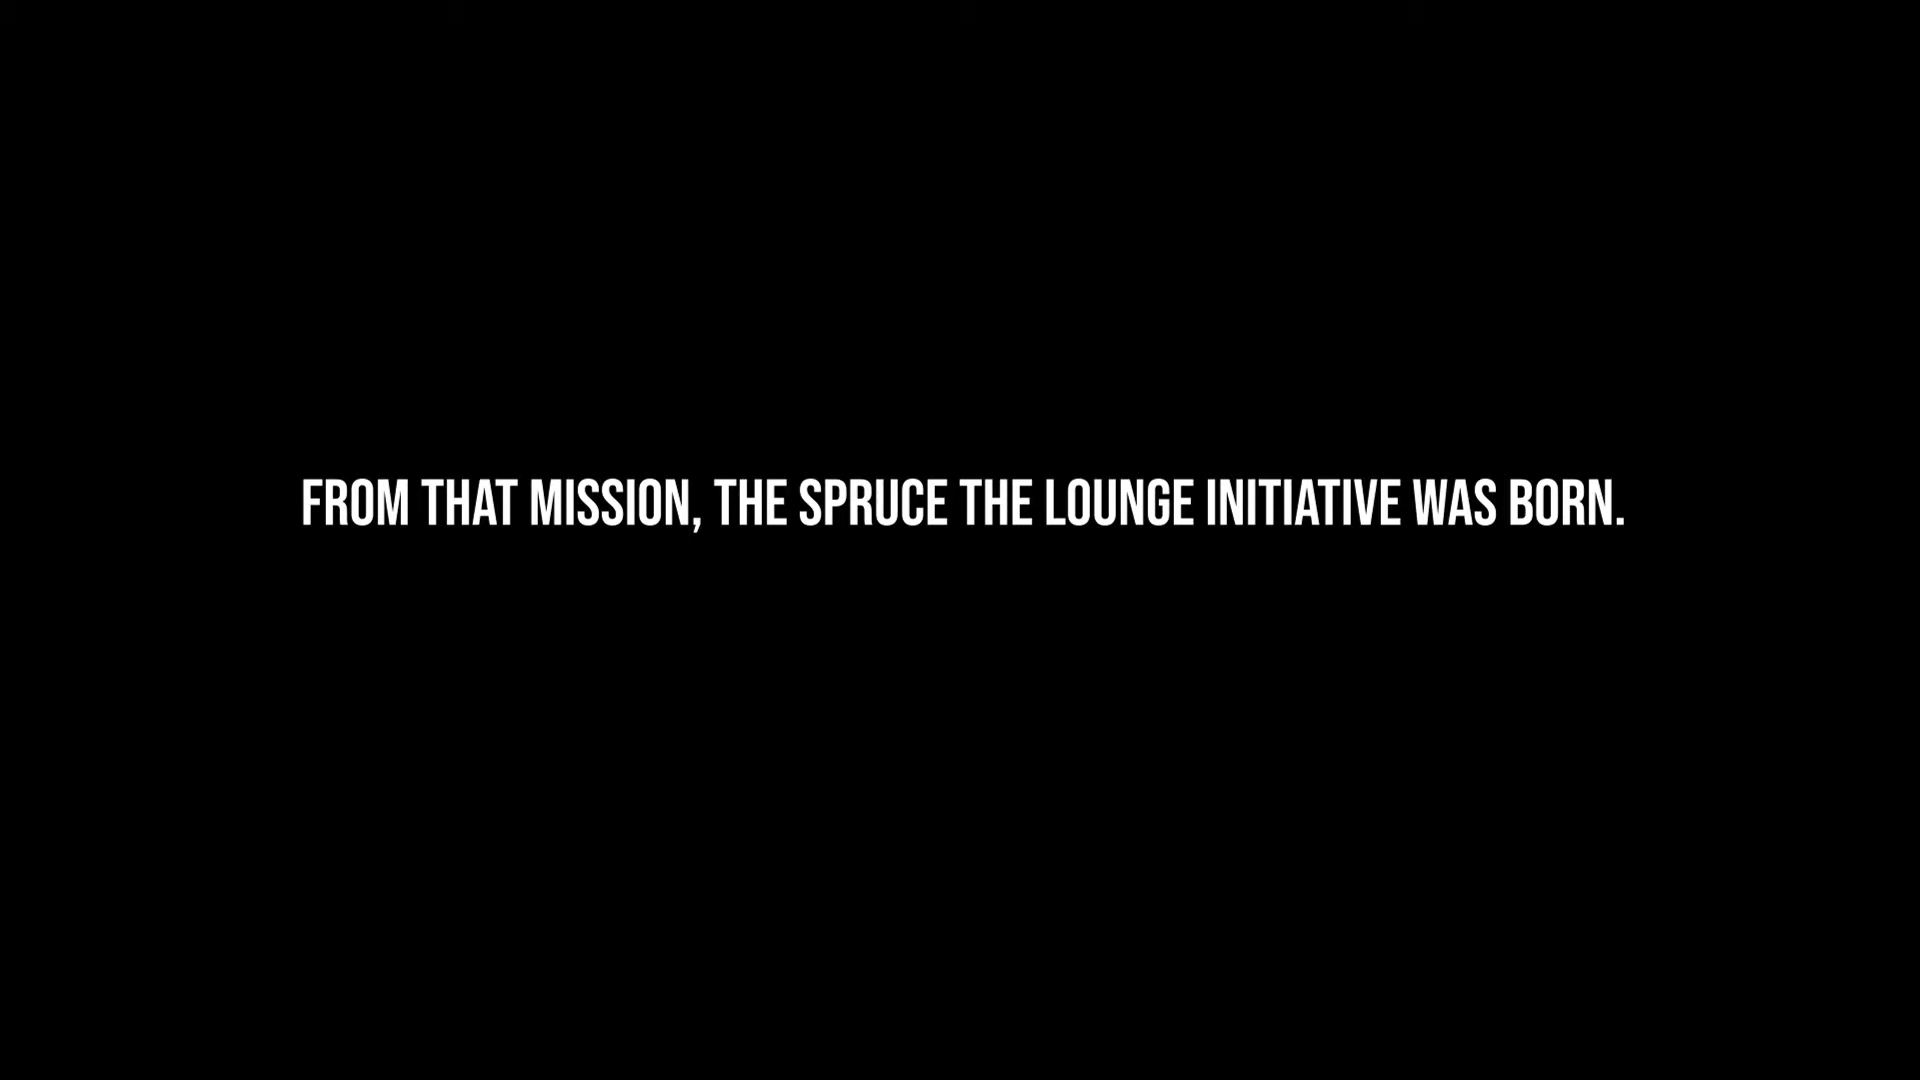 FROM THAT MISSION, THE SPRUCE THE LOUNGE INITIATIVE WAS BORN.